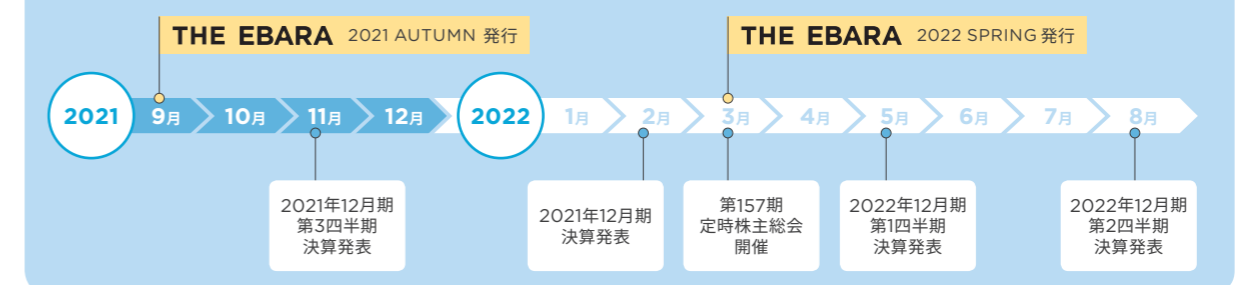 THE EBARA 2021 AUTUMN 発行
THE EBARA 2022 SPRING 発行
2021 9月 10月 11月 12月 2022 1月 2月 3月 4月 5月 6月 7月 8月
2021年12月期
第3四半期
決算発表
2021年12月期
決算発表
第157期
定時株主総会
開催
2022年12月期
第1四半期
決算発表
2022年12月期
第2四半期
決算発表